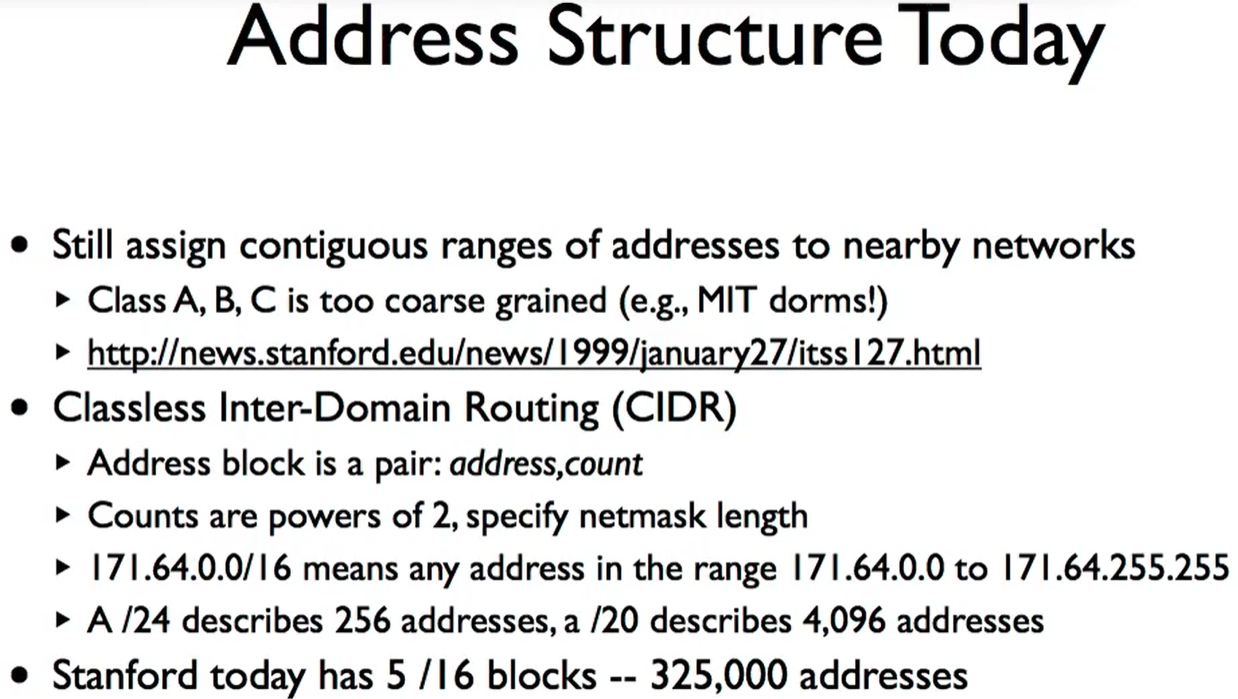 Address Structure Today
• Still assign contiguous ranges of addresses to nearby networks
▸ Class A, B, C is too coarse grained (e.g., MIT dorms!)
▸ http://news.stanford.edu/news/1999/january27/itss127.html
• Classless Inter-Domain Routing (CIDR)
▸ Address block is a pair: address,count
▸ Counts are powers of 2, specify netmask length
▸ 171.64.0.0/16 means any address in the range 171.64.0.0 to 171.64.255.255
▸ A /24 describes 256 addresses, a /20 describes 4,096 addresses
• Stanford today has 5 /16 blocks -- 325,000 addresses